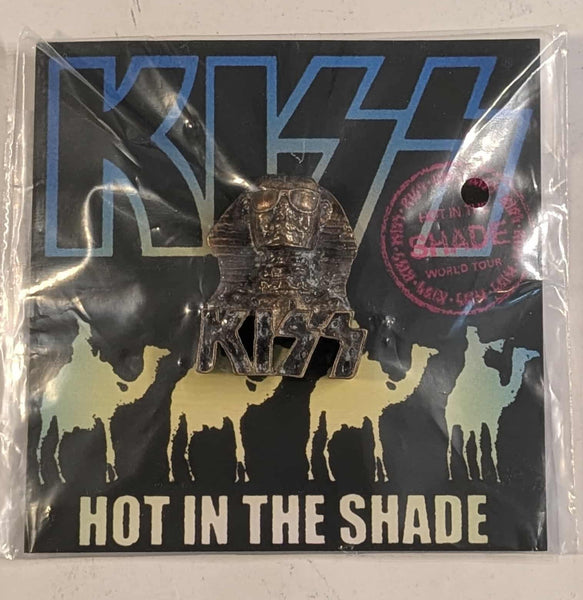 KISS
HOT IN THE
SHADE
WORLD TOUR
KISS
HOT IN THE SHADE